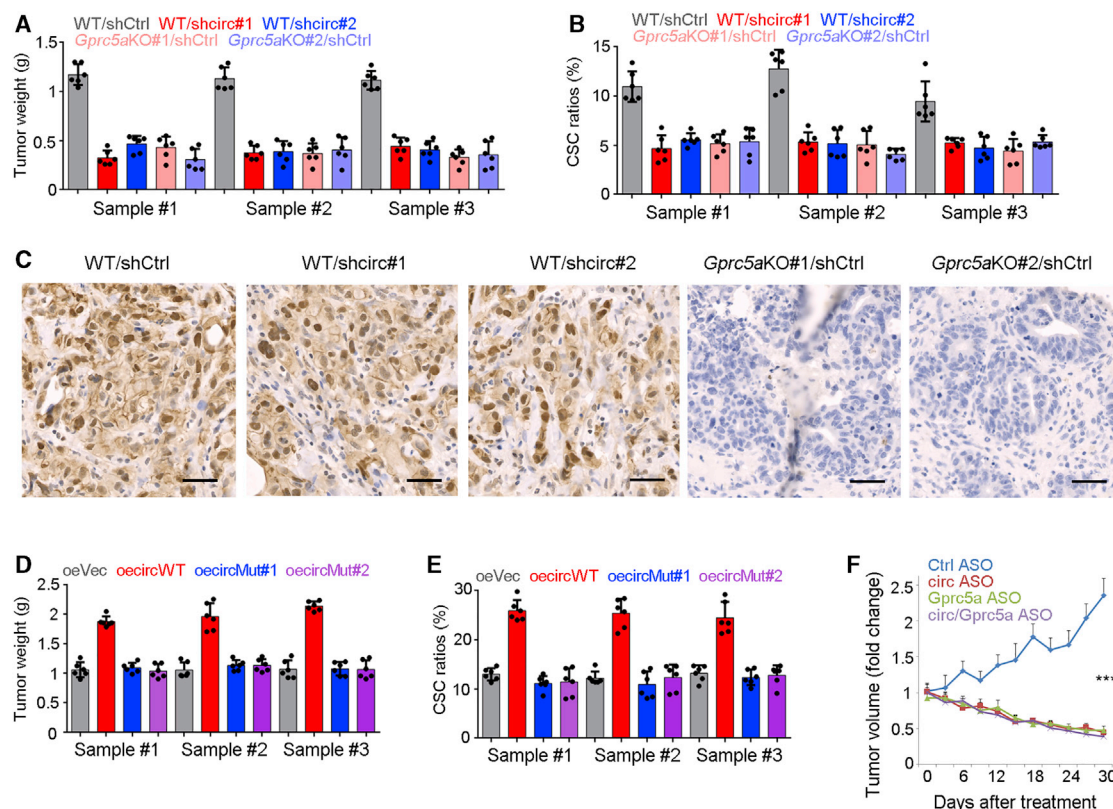 A
WT/shCtrl WT/shcirc#1 WT/shcirc#2
Gprc5aKO#1/shCtrl Gprc5aKO#2/shCtrl
Tumor weight (g)
1.5
1
0.5
0
Sample #1 Sample #2 Sample #3
B
WT/shCtrl WT/shcirc#1 WT/shcirc#2
Gprc5aKO#1/shCtrl Gprc5aKO#2/shCtrl
CSC ratios (%)
15
10
5
0
Sample #1 Sample #2 Sample #3
C
WT/shCtrl WT/shcirc#1 WT/shcirc#2 Gprc5aKO#1/shCtrl Gprc5aKO#2/shCtrl
D
oeVec oecircWT oecircMut#1 oecircMut#2
Tumor weight (g)
2.5
2
1.5
1
0.5
0
Sample #1 Sample #2 Sample #3
E
oeVec oecircWT oecircMut#1 oecircMut#2
CSC ratios (%)
30
20
10
0
Sample #1 Sample #2 Sample #3
F
Ctrl ASO
circ ASO
Gprc5a ASO
circ/Gprc5a ASO
Tumor volume (fold change)
2.5
2
1.5
1
0.5
0
***
0 6 12 18 24 30
Days after treatment